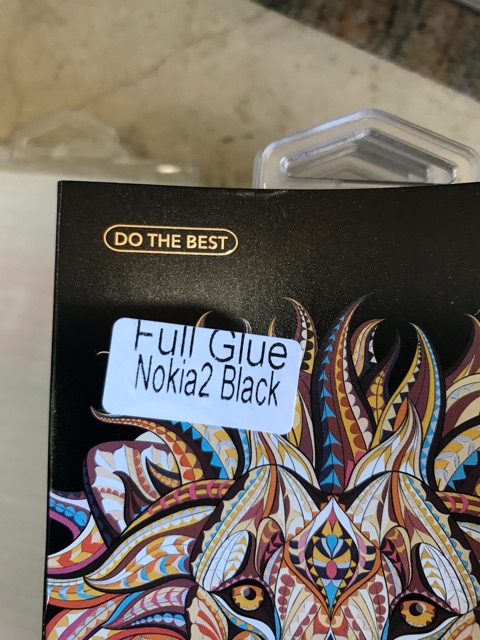 DO THE BEST
Full Glue
Nokia2 Black